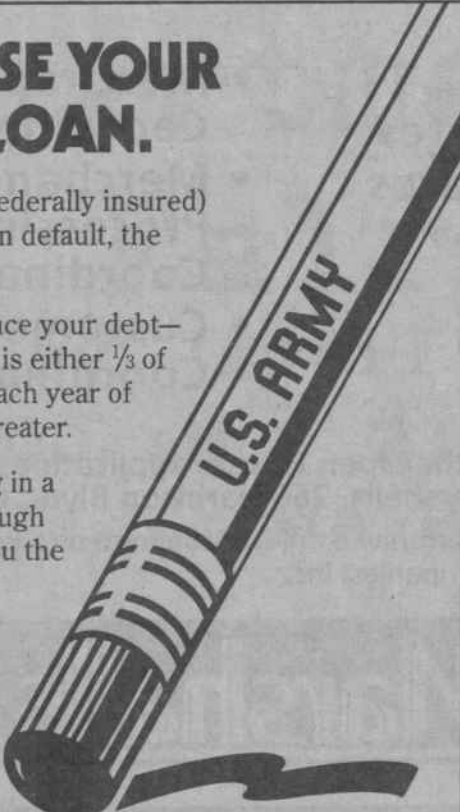 SE YOUR
LOAN.
ederally insured)
n default, the
nce your debt—
is either ⅓ of
ach year of
reater.
g in a
ugh
u the
U.S. ARMY